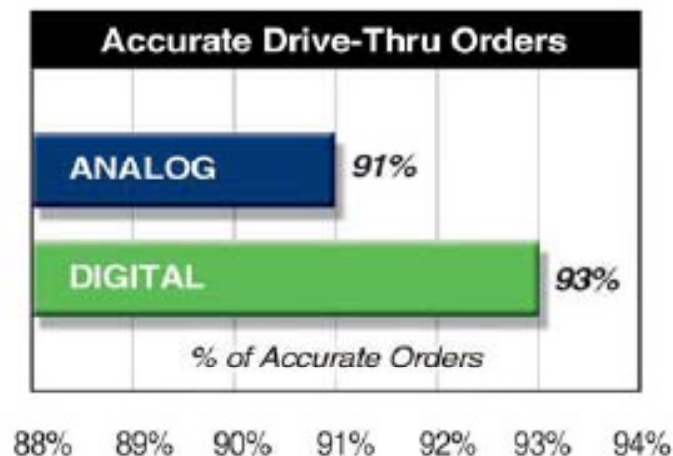 Accurate Drive-Thru Orders
ANALOG 91%
DIGITAL 93%
% of Accurate Orders
88% 89% 90% 91% 92% 93% 94%